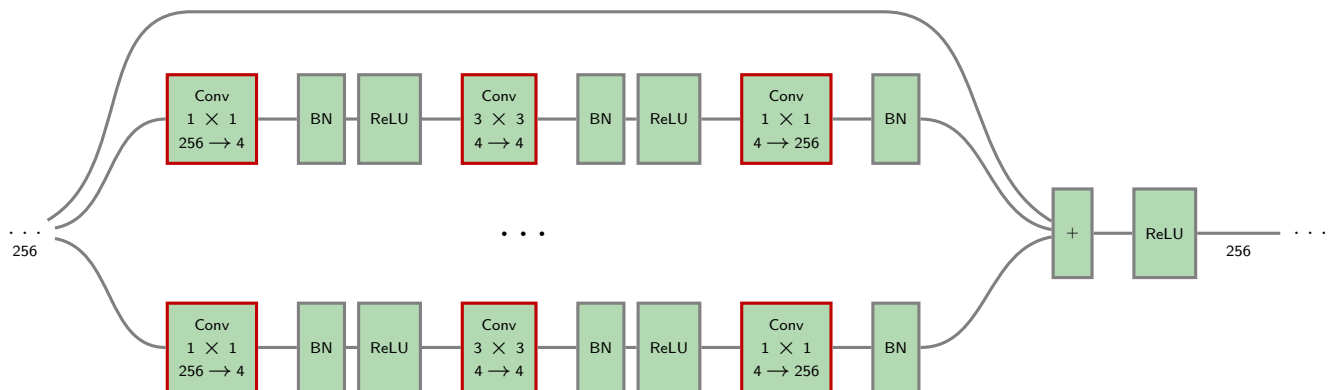 Conv
1 × 1
256 → 4
BN
ReLU
Conv
3 × 3
4 → 4
BN
ReLU
Conv
1 × 1
4 → 256
BN
. . .
256
. . .
+
ReLU
256
. . .
Conv
1 × 1
256 → 4
BN
ReLU
Conv
3 × 3
4 → 4
BN
ReLU
Conv
1 × 1
4 → 256
BN